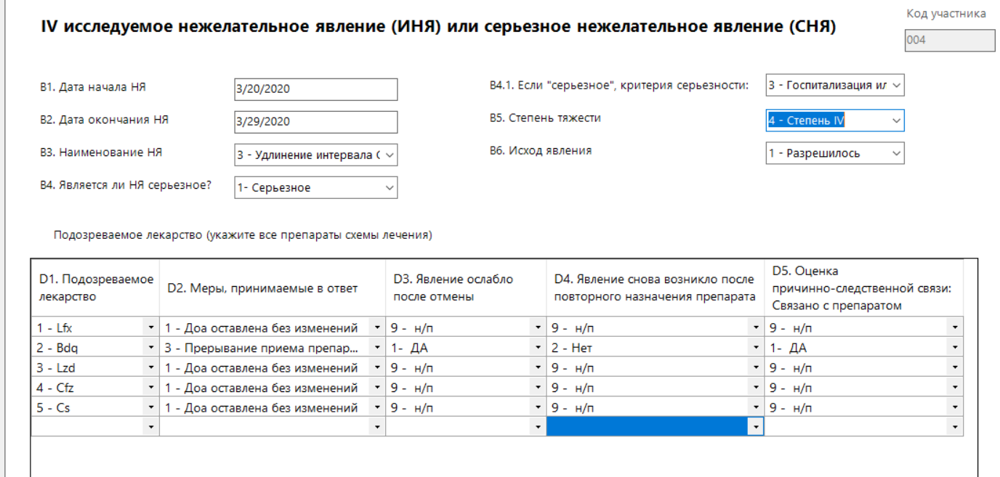 Код участника
IV исследуемое нежелательное явление (ИНЯ) или серьезное нежелательное явление (СНЯ)
004
B1. Дата начала НЯ
3/20/2020
B4.1. Если "серьезное", критерия серьезности:
3 - Госпитализация ил
B2. Дата окончания НЯ
3/29/2020
B5. Степень тяжести
4 - Степень IV
B3. Наименование НЯ
3 - Удлинение интервала
B6. Исход явления
1 - Разрешилось
B4. Является ли НЯ серьезное?
1- Серьезное
Подозреваемое лекарство (укажите все препараты схемы лечения)
D1. Подозреваемое лекарство
D2. Меры, принимаемые в ответ
D3. Явление ослабло после отмены
D4. Явление снова возникло после повторного назначения препарата
D5. Оценка причинно-следственной связи: Связано с препаратом
1 - Lfx 1 - Доа оставлена без изменений 9 - н/п 9 - н/п 9 - н/п
2 - Bdq 3 - Прерывание приема препар... 1- ДА 2 - Нет 1- ДА
3 - Lzd 1 - Доа оставлена без изменений 9 - н/п 9 - н/п 9 - н/п
4 - Cfz 1 - Доа оставлена без изменений 9 - н/п 9 - н/п 9 - н/п
5 - Cs 1 - Доа оставлена без изменений 9 - н/п 9 - н/п 9 - н/п